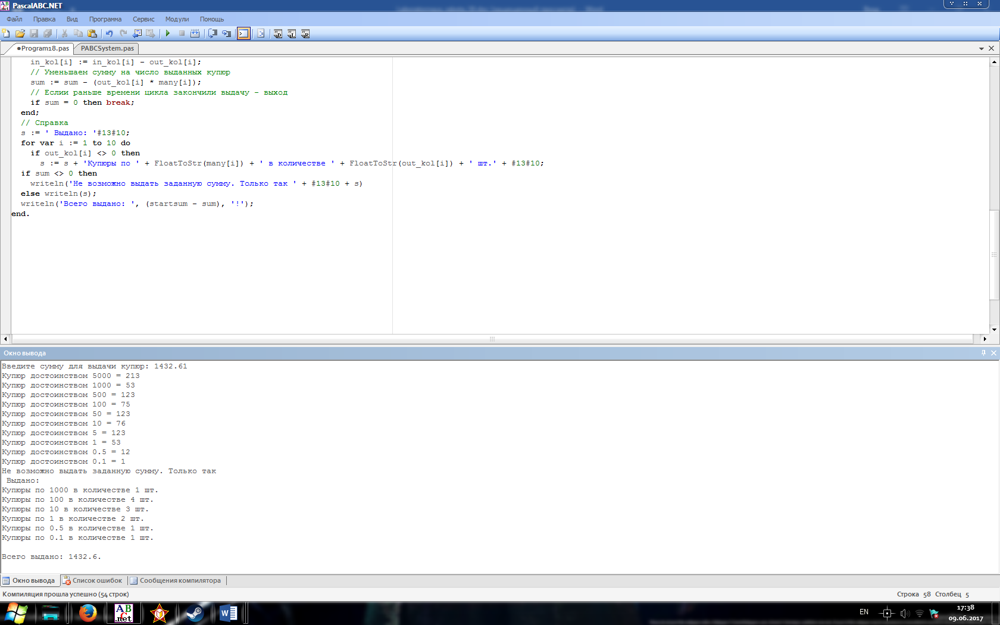 PascalABC.NET
Файл Правка Вид Программа Сервис Модули Помощь
●Program18.pas PABCSystem.pas
in_kol[i] := in_kol[i] - out_kol[i];
// Уменьшаем сумму на число выданных купюр
sum := sum - (out_kol[i] * many[i]);
// Еслии раньше времени цикла закончили выдачу - выход
if sum = 0 then break;
end;
// Справка
s := ' Выдано: '#13#10;
for var i := 1 to 10 do
if out_kol[i] <> 0 then
s := s + 'Купюры по ' + FloatToStr(many[i]) + ' в количестве ' + FloatToStr(out_kol[i]) + ' шт.' + #13#10;
if sum <> 0 then
writeln('Не возможно выдать заданную сумму. Только так ' + #13#10 + s)
else writeln(s);
writeln('Всего выдано: ', (startsum - sum), '!');
end.
Окно вывода
Введите сумму для выдачи купюр: 1432.61
Купюр достоинством 5000 = 213
Купюр достоинством 1000 = 53
Купюр достоинством 500 = 123
Купюр достоинством 100 = 75
Купюр достоинством 50 = 123
Купюр достоинством 10 = 76
Купюр достоинством 5 = 123
Купюр достоинством 1 = 53
Купюр достоинством 0.5 = 12
Купюр достоинством 0.1 = 1
Не возможно выдать заданную сумму. Только так
Выдано:
Купюры по 1000 в количестве 1 шт.
Купюры по 100 в количестве 4 шт.
Купюры по 10 в количестве 3 шт.
Купюры по 1 в количестве 2 шт.
Купюры по 0.5 в количестве 1 шт.
Купюры по 0.1 в количестве 1 шт.
Всего выдано: 1432.6.
Окно вывода Список ошибок Сообщения компилятора
Компиляция прошла успешно (54 строк) Строка 58 Столбец 5
EN 17:38
09.06.2017